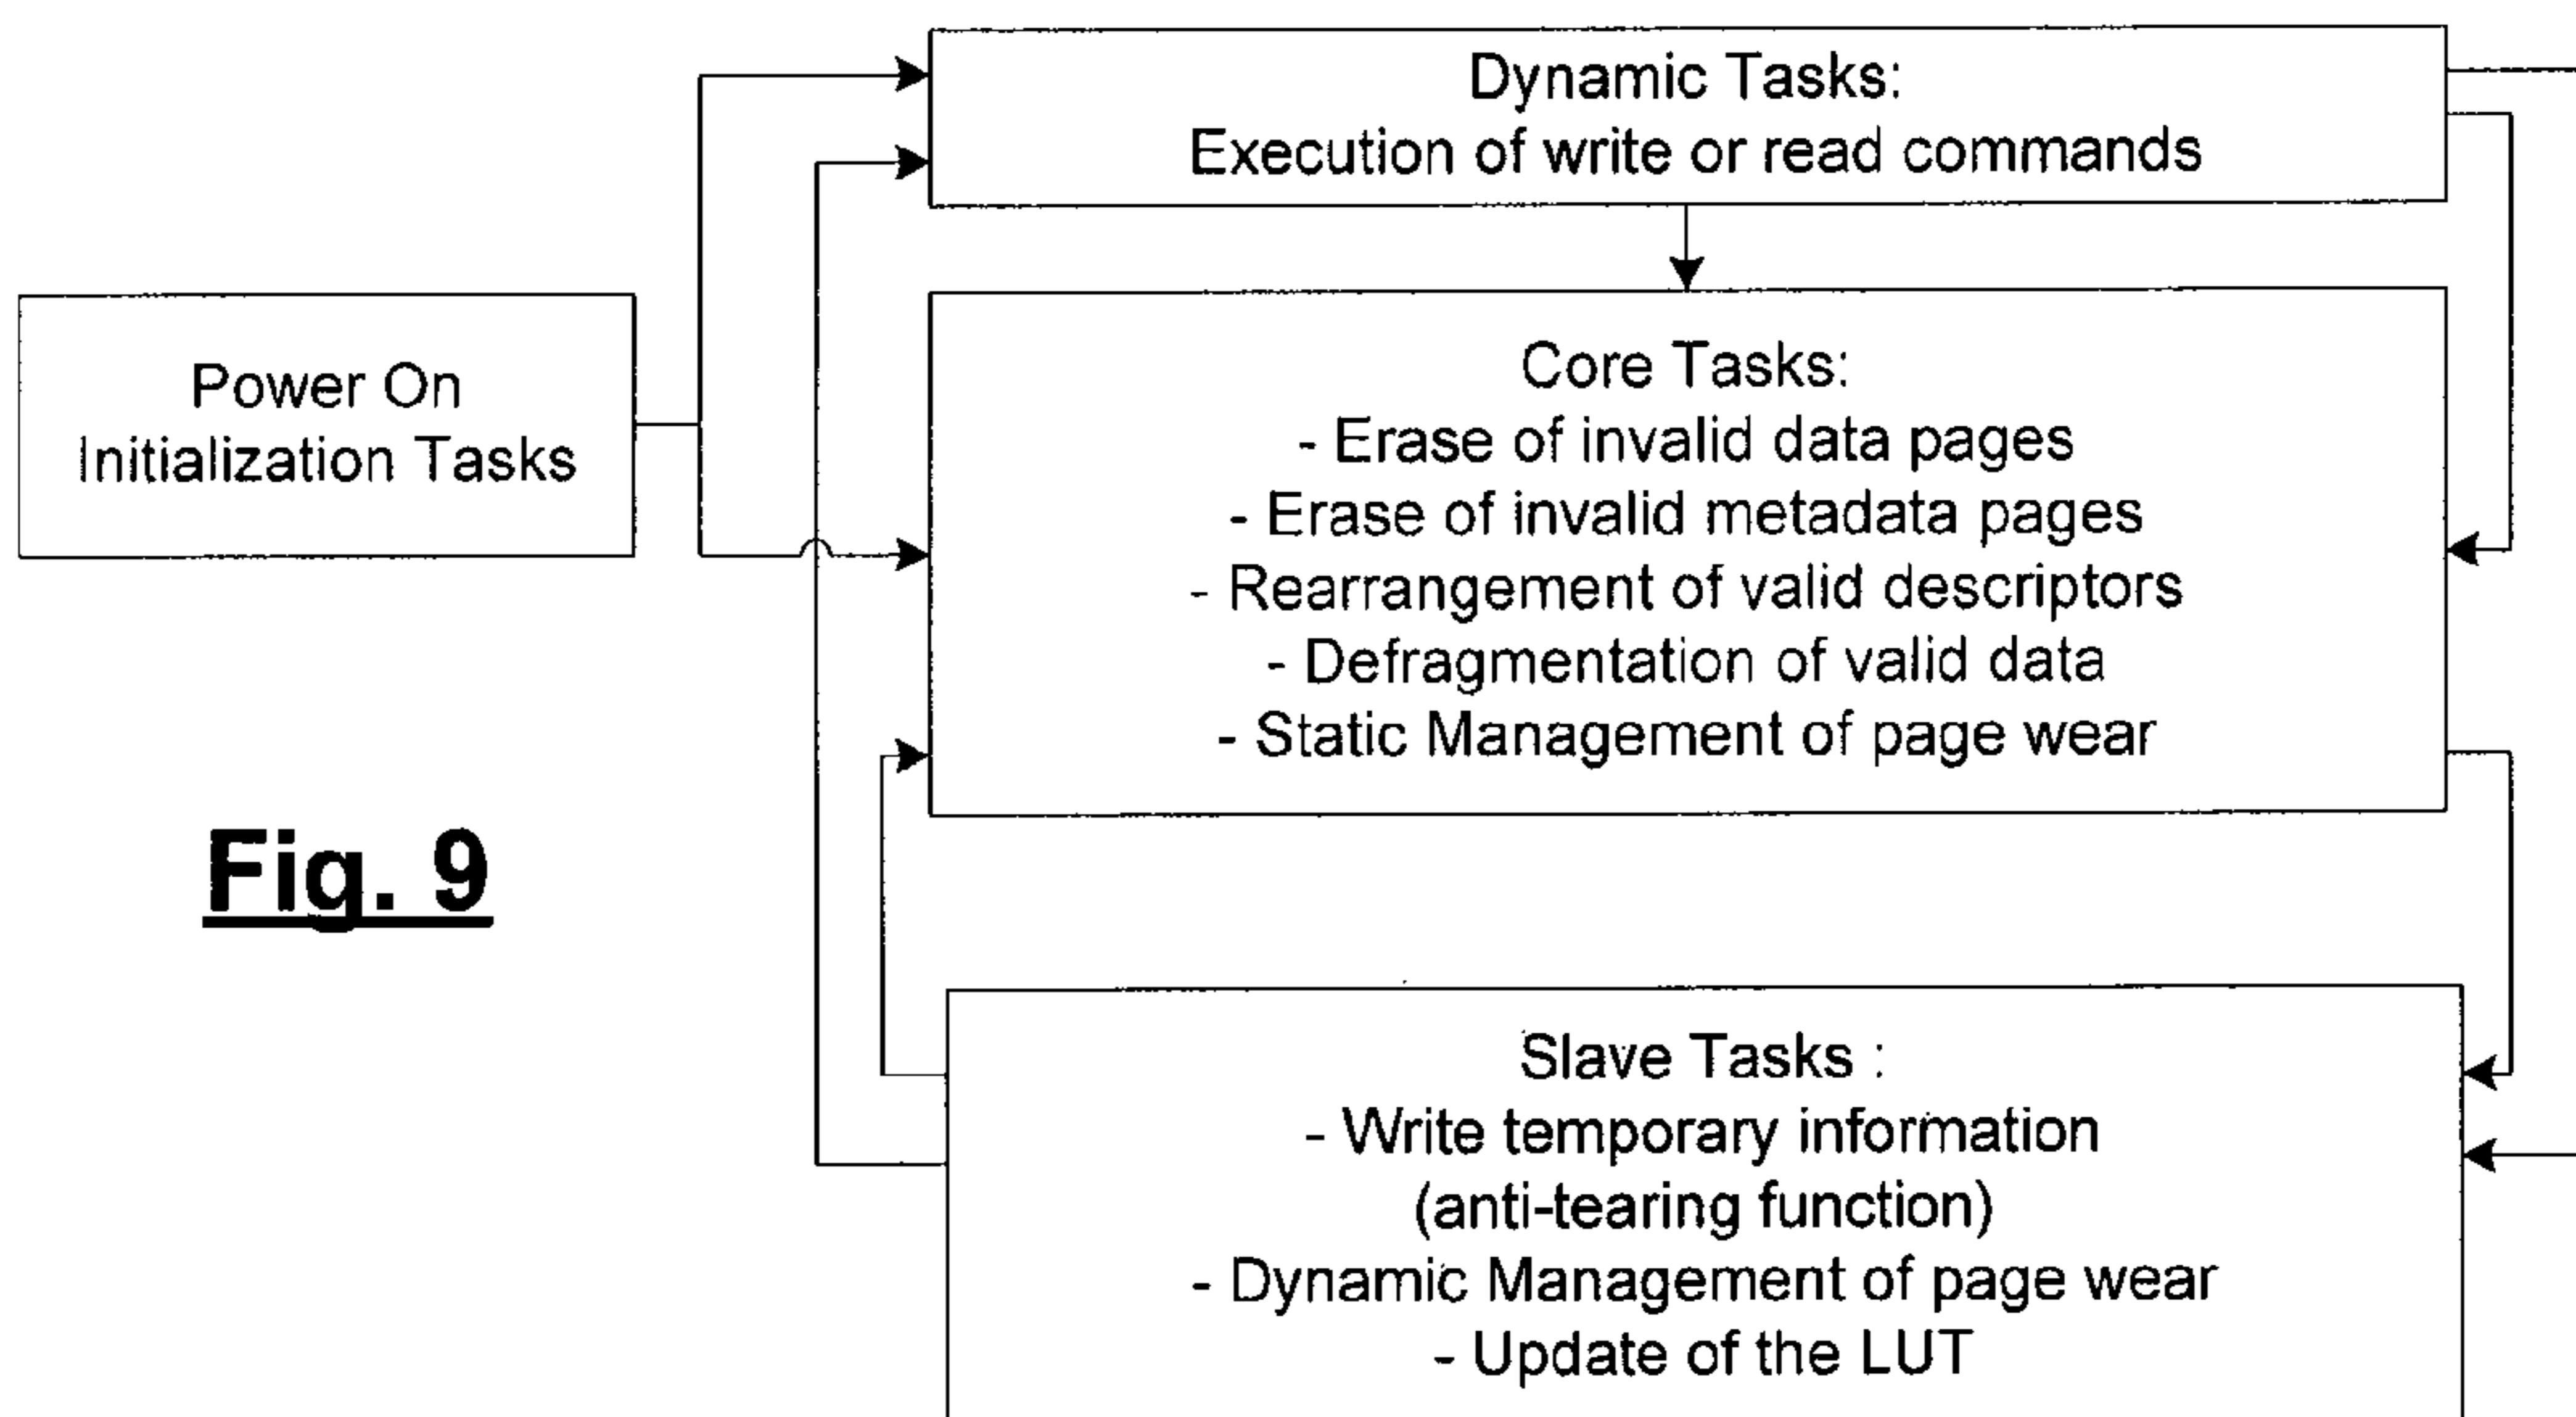 Dynamic Tasks:
Execution of write or read commands
Power On
Initialization Tasks
Core Tasks:
- Erase of invalid data pages
- Erase of invalid metadata pages
- Rearrangement of valid descriptors
- Defragmentation of valid data
- Static Management of page wear
Fig. 9
Slave Tasks :
- Write temporary information
(anti-tearing function)
- Dynamic Management of page wear
- Update of the LUT